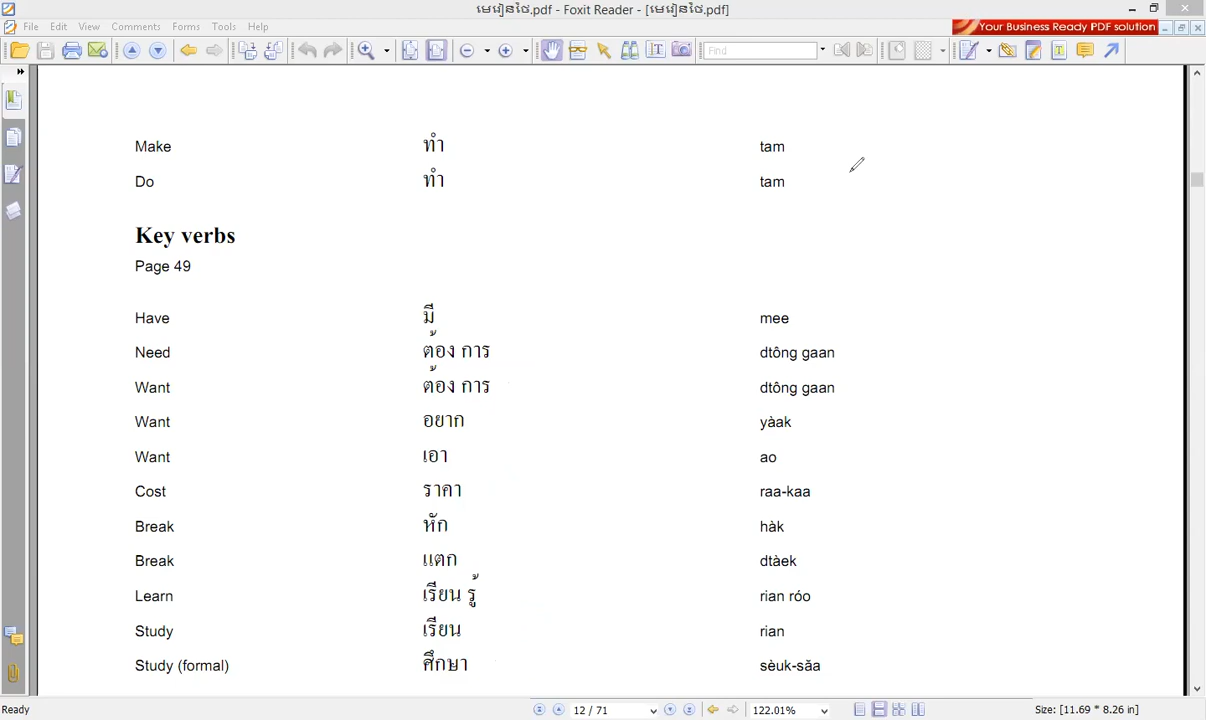 មេរៀនថៃ.pdf - Foxit Reader - [មេរៀនថៃ.pdf]
File Edit View Comments Forms Tools Help
Your Business Ready PDF solution
Find
Make ทำ tam
Do ทำ tam
Key verbs
Page 49
Have มี mee
Need ต้อง การ dtông gaan
Want ต้อง การ dtông gaan
Want อยาก yàak
Want เอา ao
Cost ราคา raa-kaa
Break หัก hàk
Break แตก dtàek
Learn เรียน รู้ rian róo
Study เรียน rian
Study (formal) ศึกษา sèuk-săa
Ready 12 / 71 122.01% Size: [11.69 * 8.26 in]